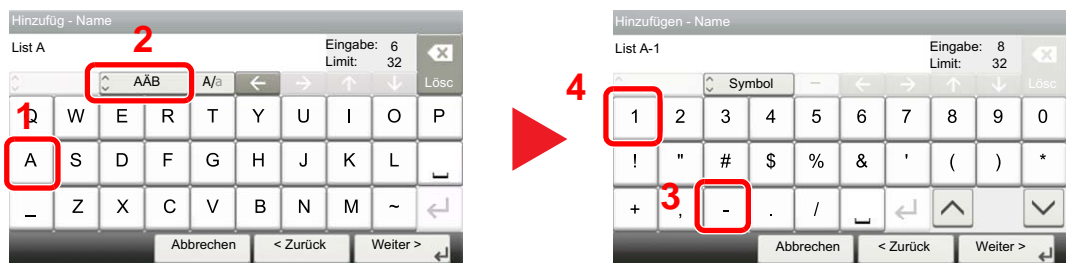 Hinzufüg - Name
List A
Eingabe: 6
Limit: 32
2
AÄB
A/a
Lösc
1
Q W E R T Y U I O P
A S D F G H J K L
_ Z X C V B N M ~
Abbrechen
< Zurück
Weiter >
Hinzufügen - Name
List A-1
Eingabe: 8
Limit: 32
4
Symbol
Lösc
1 2 3 4 5 6 7 8 9 0
! " # $ % & ' ( ) *
3
+ , - . /
Abbrechen
< Zurück
Weiter >